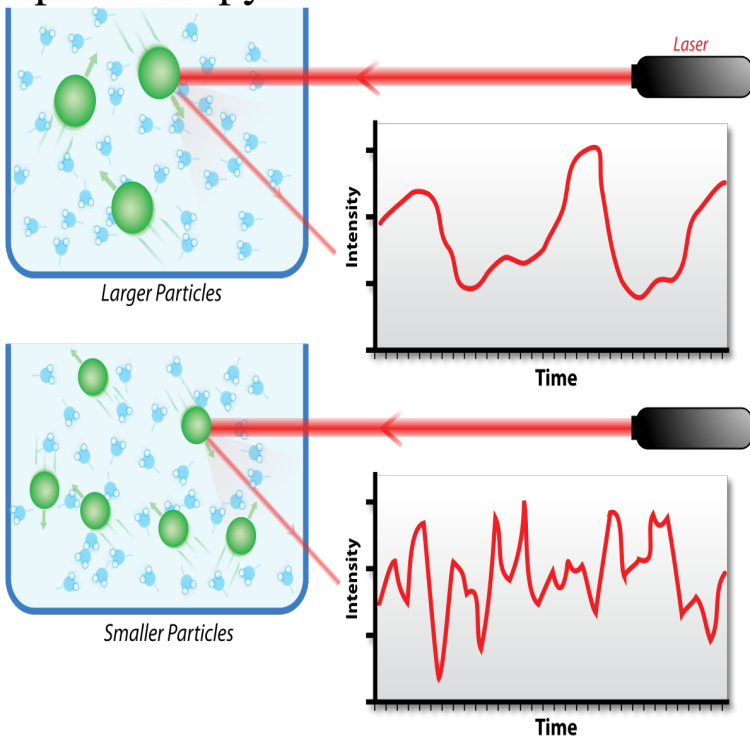 Laser
Intensity
Time
Larger Particles
Intensity
Time
Smaller Particles